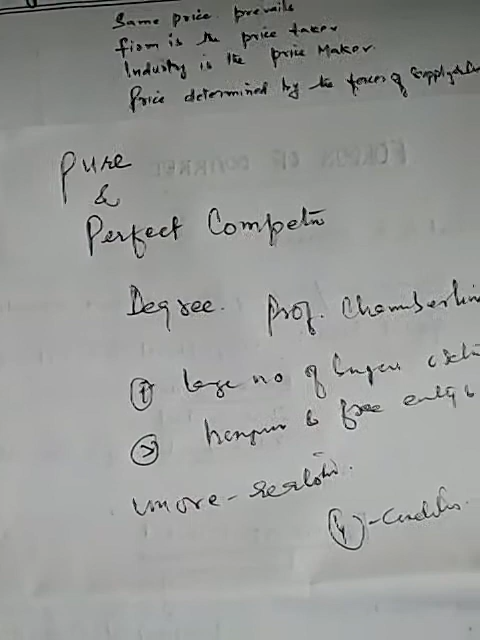 Same price prevails
firm is the price taker
Industry is the price Maker.
Price determined by the forces of supply
Pure
&
Perfect Competn
Degree. Prof. Chamberlin
① large no of buyers
② & free entry &
more-
④-